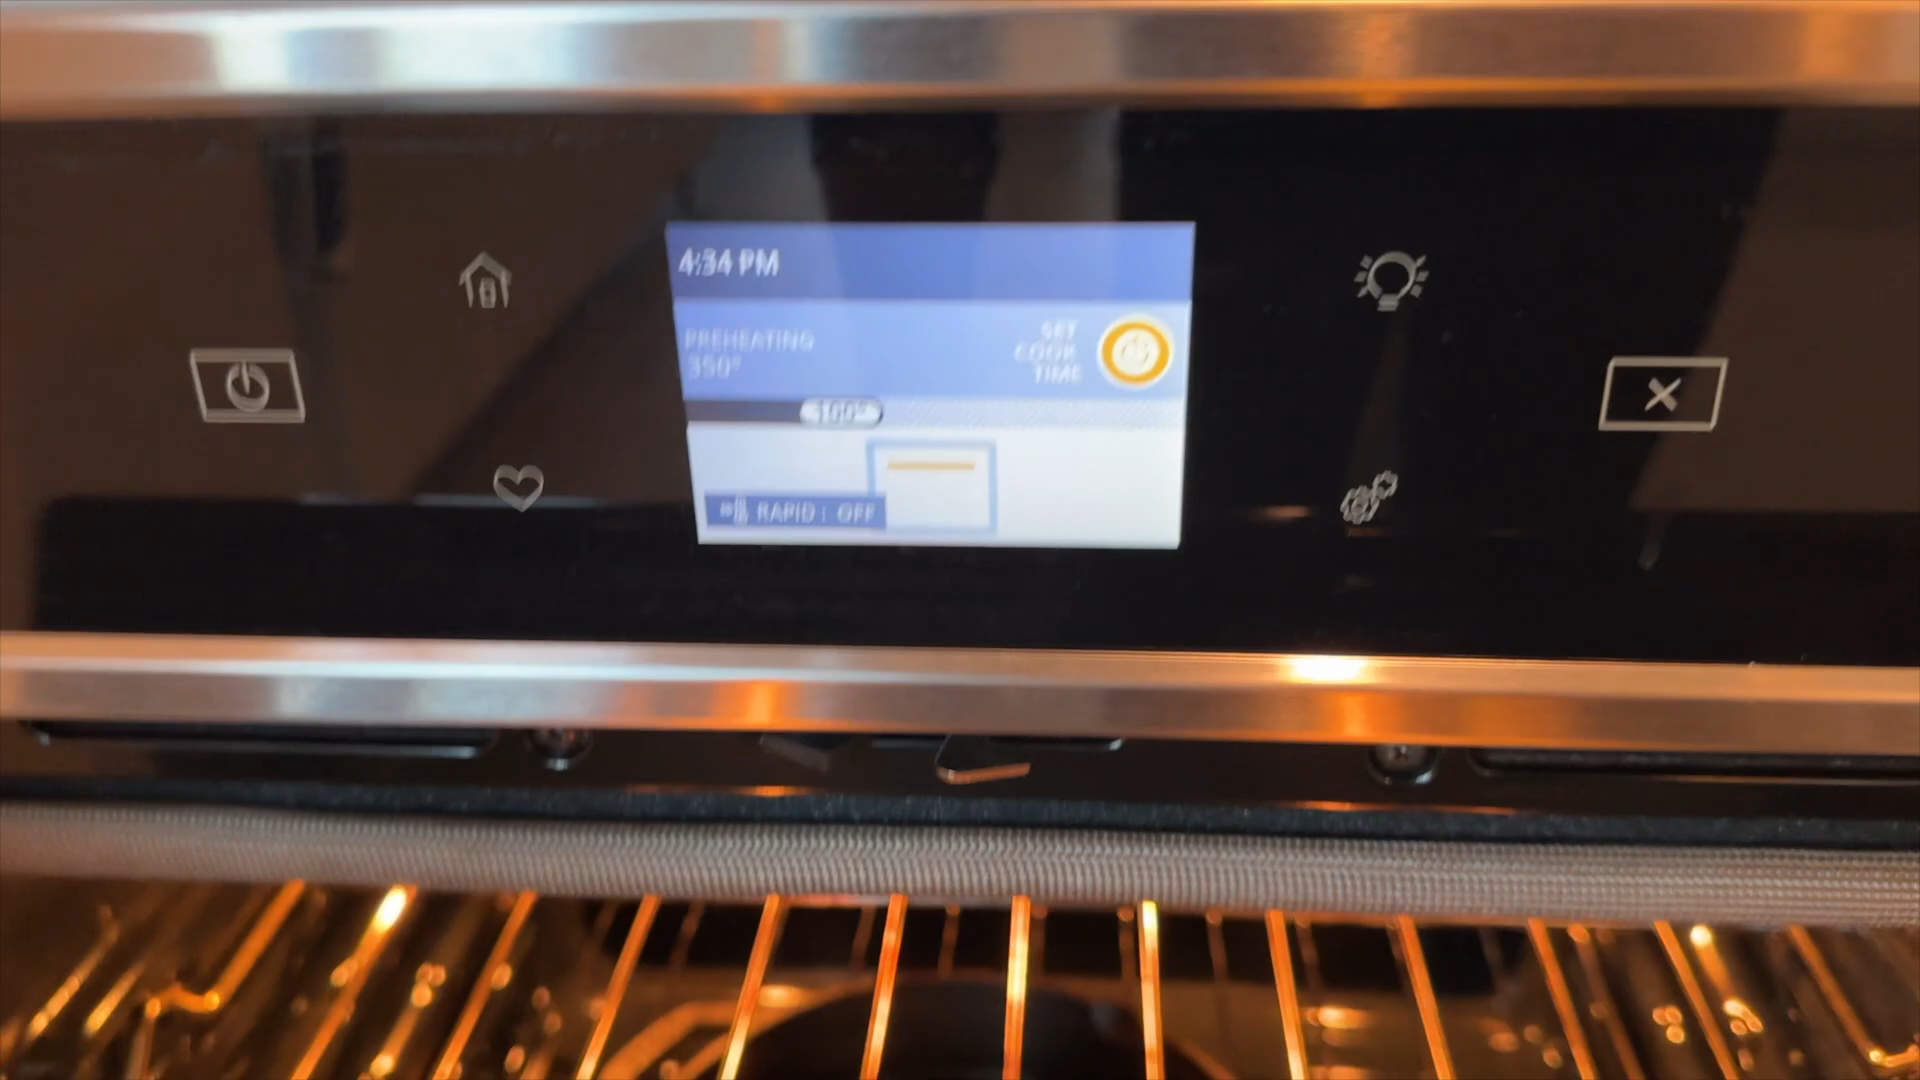 4:34 PM
PREHEATING
350°
SET
COOK
TIME
100°
RAPID : OFF